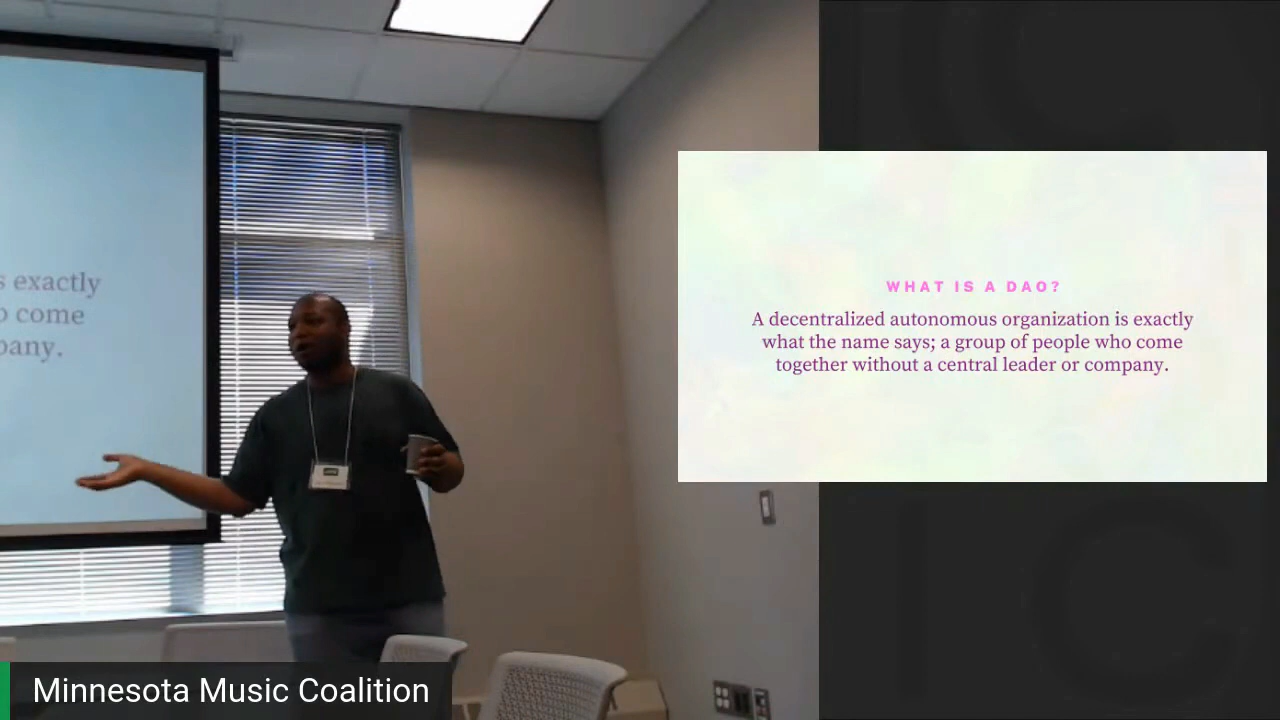 s exactly
o come
pany.
WHAT IS A DAO?
A decentralized autonomous organization is exactly
what the name says; a group of people who come
together without a central leader or company.
Minnesota Music Coalition